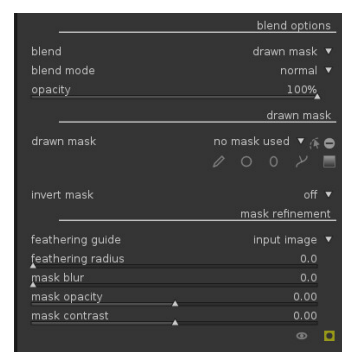 blend options
blend drawn mask
blend mode normal
opacity 100%
drawn mask
drawn mask no mask used
invert mask off
mask refinement
feathering guide input image
feathering radius 0.0
mask blur 0.0
mask opacity 0.00
mask contrast 0.00